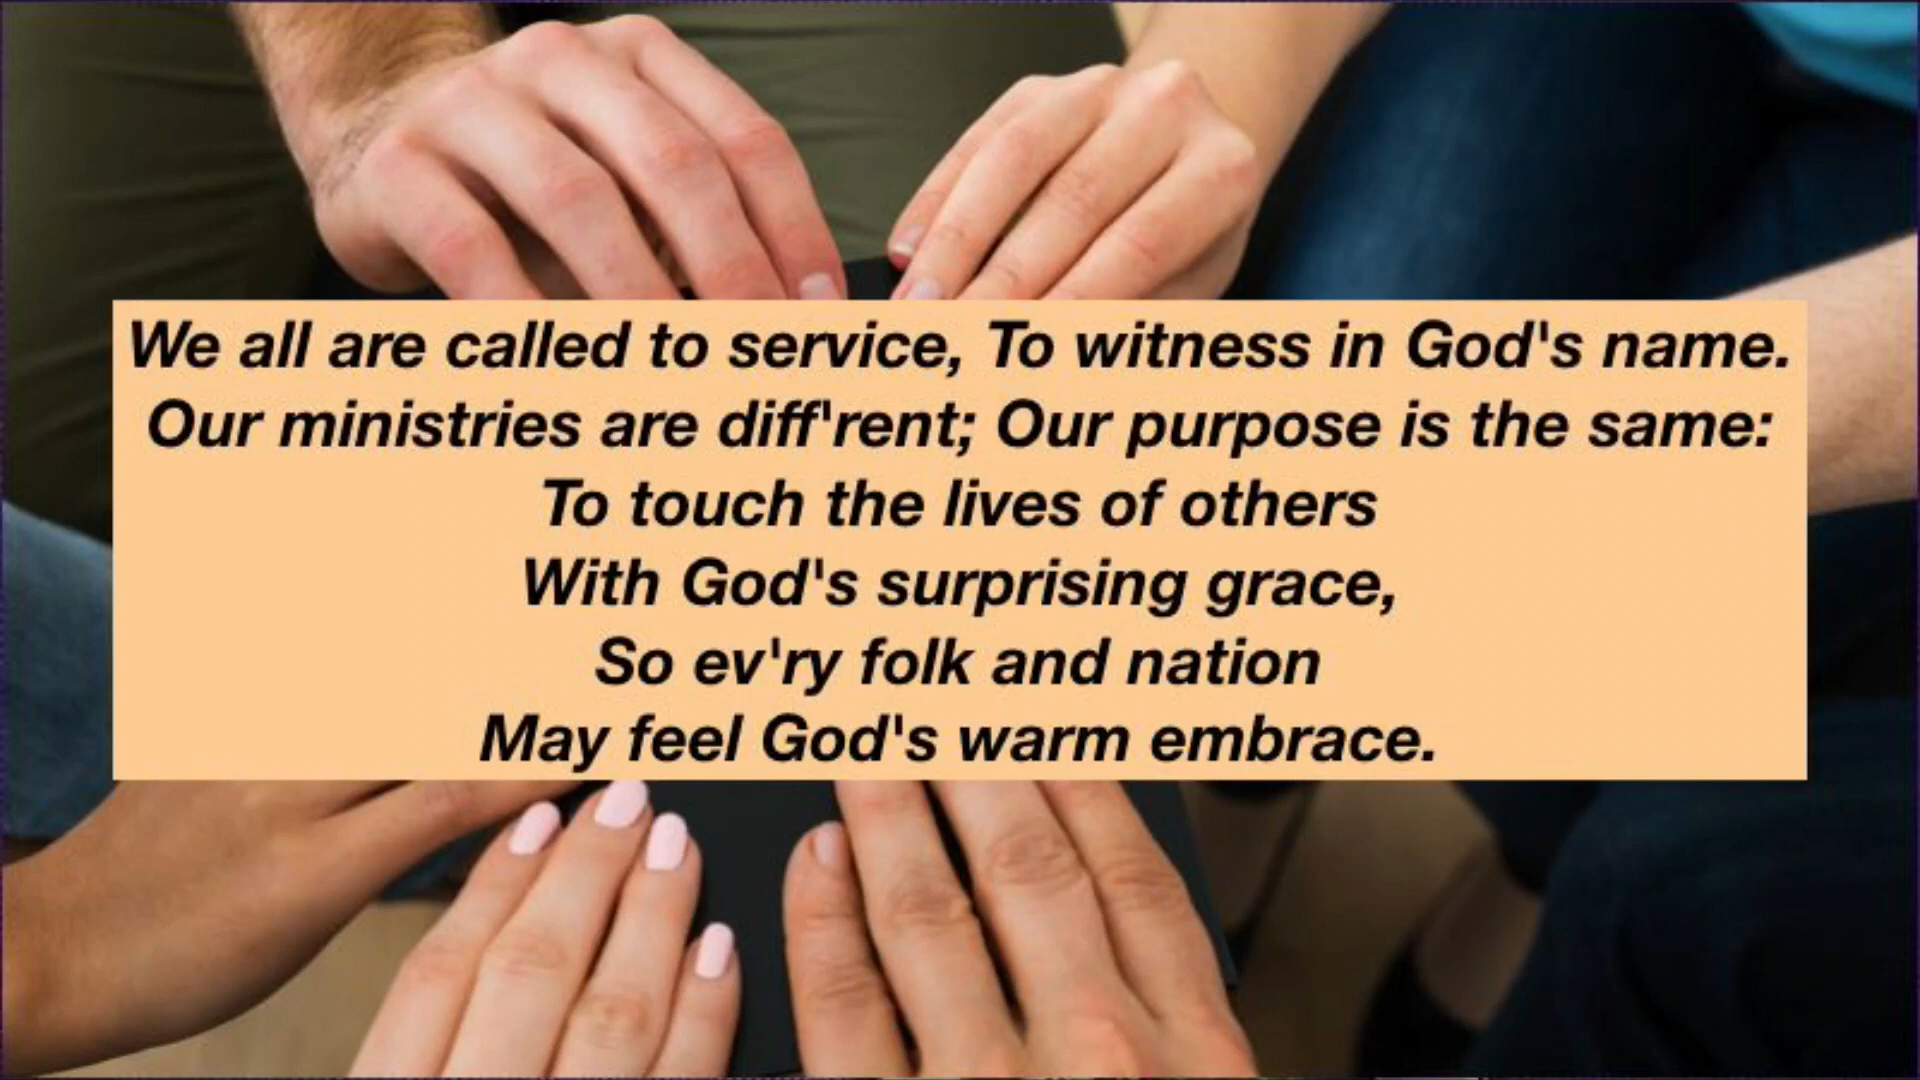 We all are called to service, To witness in God's name.
Our ministries are diff'rent; Our purpose is the same:
To touch the lives of others
With God's surprising grace,
So ev'ry folk and nation
May feel God's warm embrace.